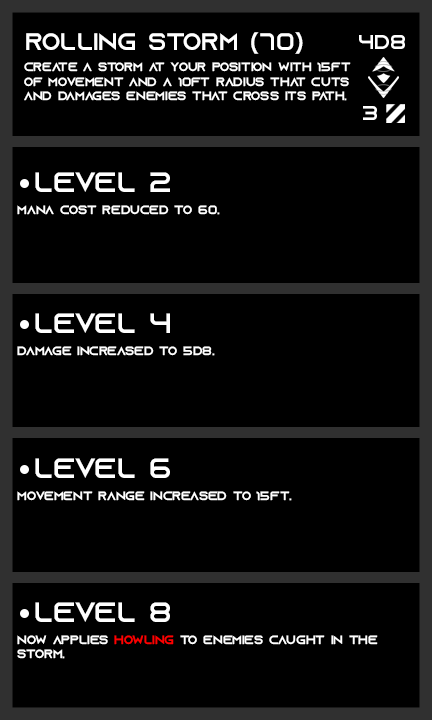 ROLLING STORM (70)
4D8
CREATE A STORM AT YOUR POSITION WITH 15FT
OF MOVEMENT AND A 10FT RADIUS THAT CUTS
AND DAMAGES ENEMIES THAT CROSS ITS PATH.
3
•LEVEL 2
MANA COST REDUCED TO 60.
•LEVEL 4
DAMAGE INCREASED TO 5D8.
•LEVEL 6
MOVEMENT RANGE INCREASED TO 15FT.
•LEVEL 8
NOW APPLIES HOWLING TO ENEMIES CAUGHT IN THE
STORM.